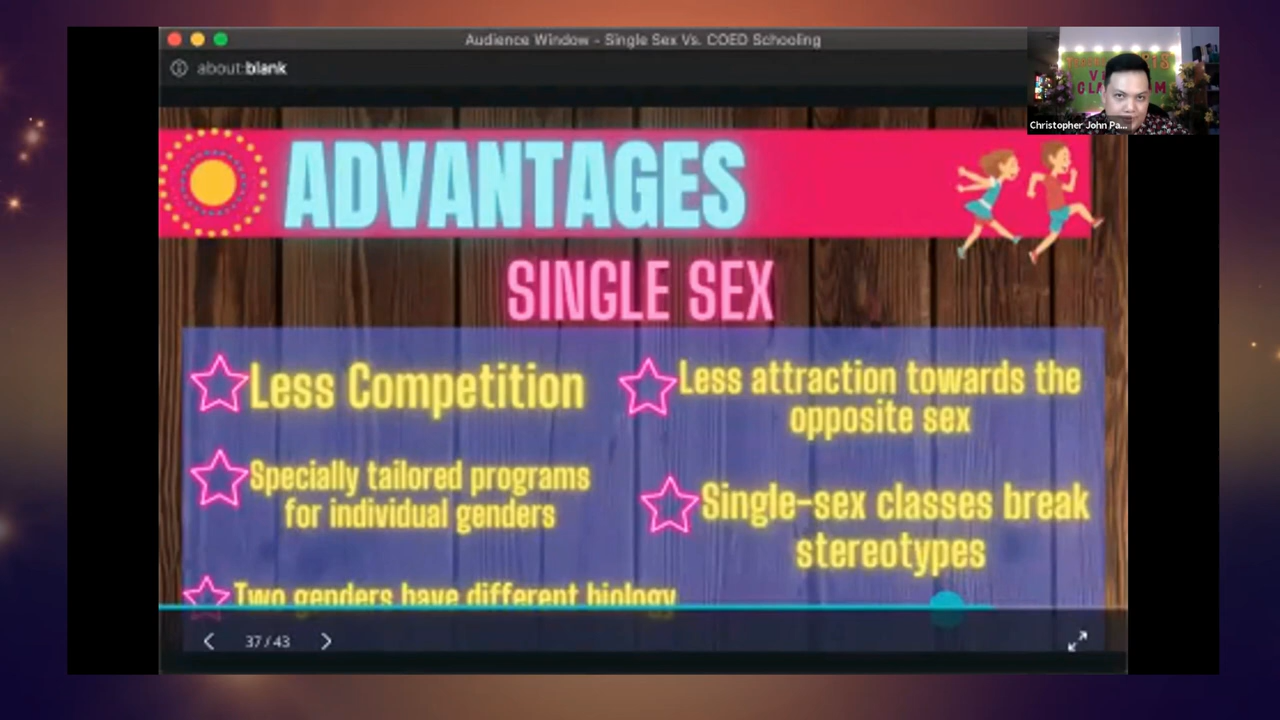 Audience Window - Single Sex Vs. COED Schooling
about:blank
Christopher John Pa...
ADVANTAGES
SINGLE SEX
Less Competition
Less attraction towards the
opposite sex
Specially tailored programs
for individual genders
Single-sex classes break
stereotypes
Two genders have different biology
37 / 43